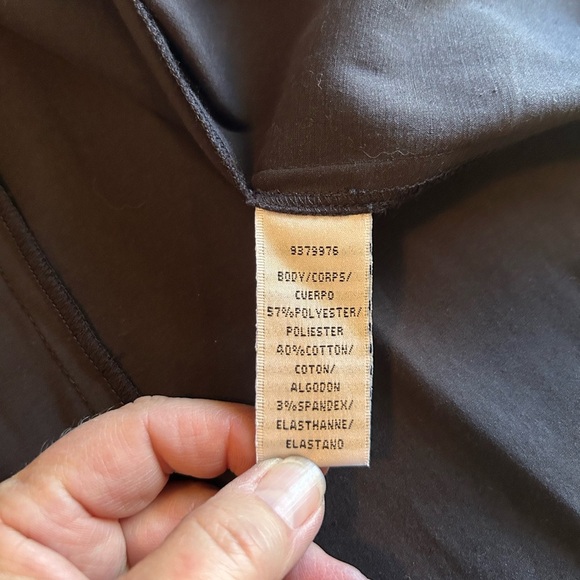 9379976
BODY/CORPS/
CUERPO
57%POLYESTER/
POLIESTER
40%COTTON/
COTON/
ALGODON
3%SPANDEX/
ELASTHANNE/
ELASTANO